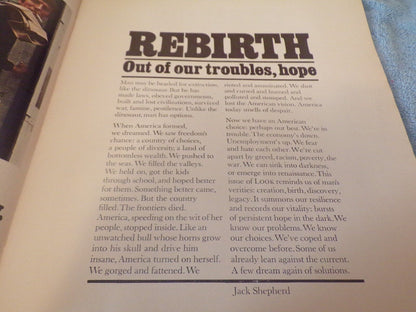 REBIRTH
Out of our troubles, hope
Man may be headed for extinction,
like the dinosaur. But he has
made laws, obeyed governments,
built and lost civilizations, survived
war, famine, pestilence. Unlike the
dinosaur, man has options.
When America formed,
we dreamed. We saw freedom's
chance: a country of choices,
a people of diversity; a land of
bottomless wealth. We pushed to
the seas. We filled the valleys.
We held on, got the kids
through school, and hoped better
for them. Something better came,
sometimes. But the country
filled. The frontiers died.
America, speeding on the wit of her
people, stopped inside. Like an
unwatched bull whose horns grow
into his skull and drive him
insane, America turned on herself.
We gorged and fattened. We
rioted and assassinated. We shot
and cursed and burned and
polluted and stomped. And we
lost the American vision. America
today smells of despair.
Now we have an American
choice: perhaps our best. We're in
trouble. The economy's down.
Unemployment's up. We fear
and hate each other. We're cut
apart by greed, racism, poverty, the
war. We can sink into darkness,
or emerge into renaissance. This
issue of LOOK reminds us of man's
verities: creation, birth, discovery,
legacy. It summons our resilience
and records our vitality: bursts
of persistent hope in the dark. We
know our problems. We know
our choices. We've coped and
overcome before. Some of us
already lean against the current.
A few dream again of solutions.
Jack Shepherd